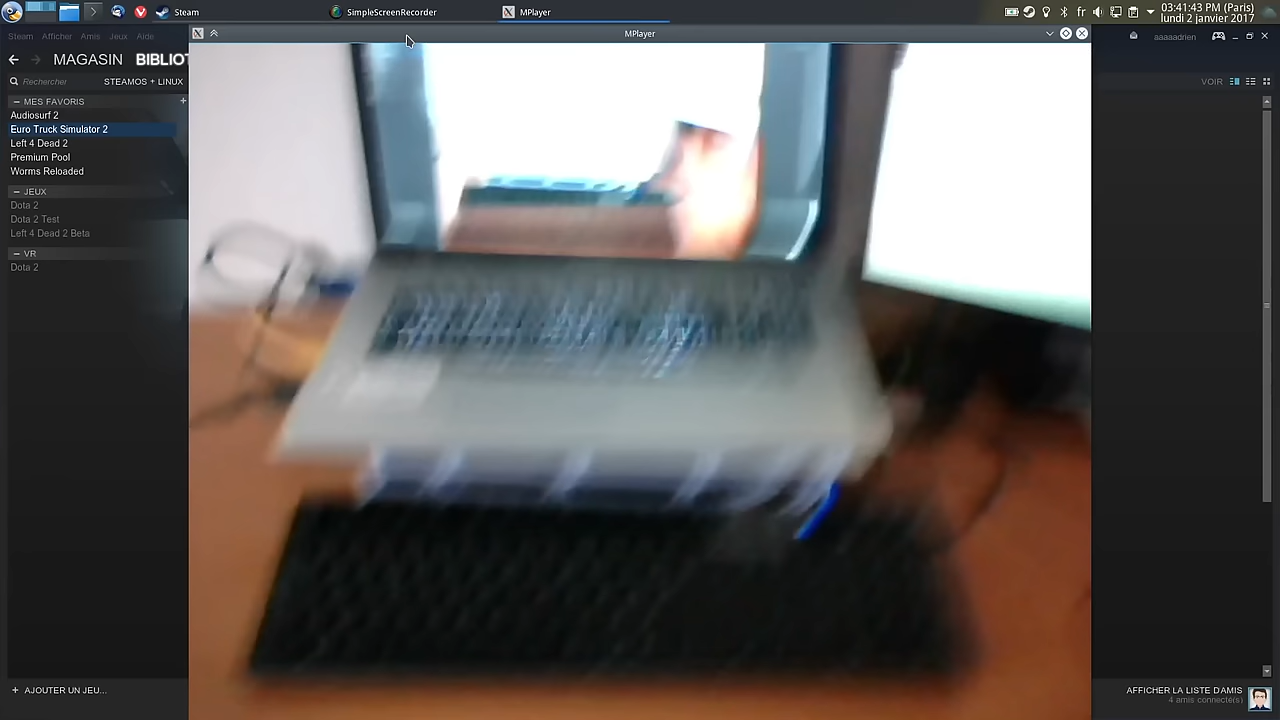 Steam
SimpleScreenRecorder
MPlayer
fr
03:41:43 PM (Paris)
lundi 2 janvier 2017
MPlayer
Steam Afficher Amis Jeux Aide
aaaaadrien
MAGASIN BIBLIO
Rechercher
STEAMOS + LINUX
VOIR
— MES FAVORIS +
Audiosurf 2
Euro Truck Simulator 2
Left 4 Dead 2
Premium Pool
Worms Reloaded
— JEUX
Dota 2
Dota 2 Test
Left 4 Dead 2 Beta
— VR
Dota 2
+ AJOUTER UN JEU...
AFFICHER LA LISTE D'AMIS
4 amis connecté(s)